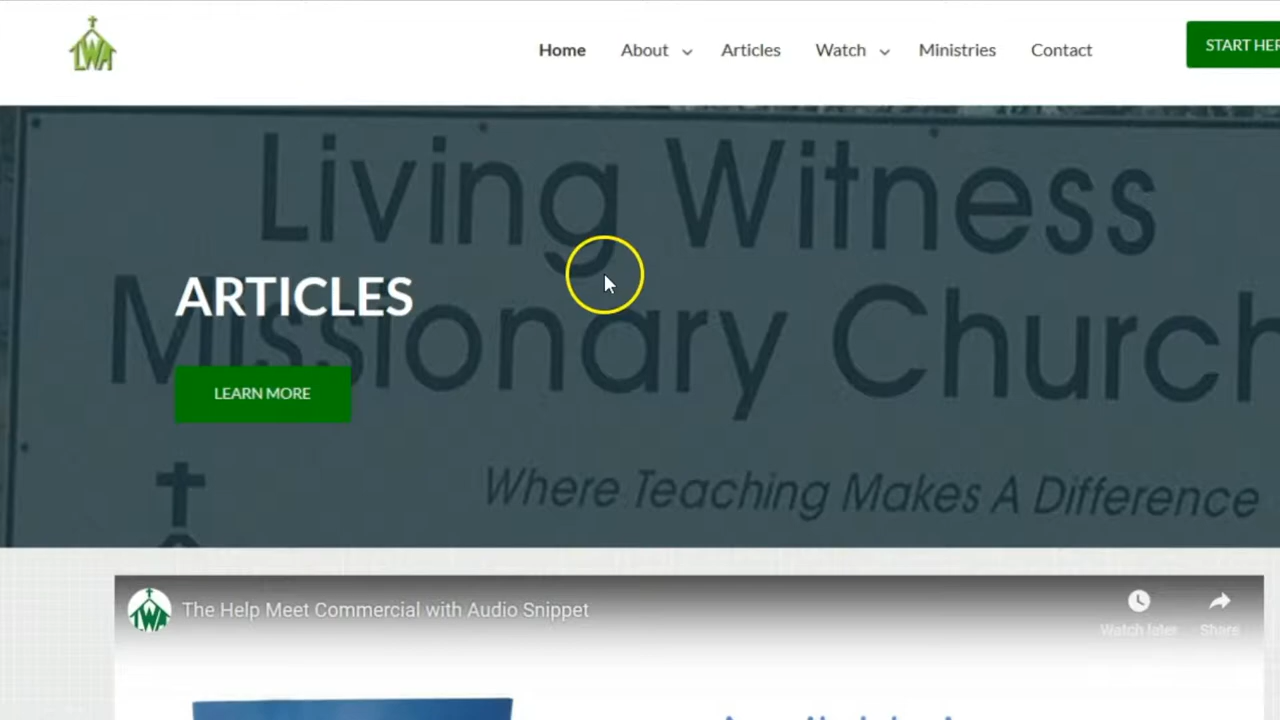 LWM
Home About Articles Watch Ministries Contact START HER
Living Witness
Missionary Church
ARTICLES
LEARN MORE
Where Teaching Makes A Difference
The Help Meet Commercial with Audio Snippet
Watch later Share